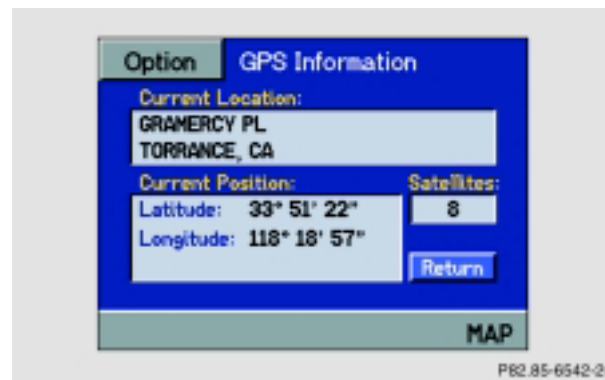 Option GPS Information
Current Location:
GRAMERCY PL
TORRANCE, CA
Current Position: Satellites:
Latitude: 33° 51' 22" 8
Longitude: 118° 18' 57"
Return
MAP
P82.85-6542-2